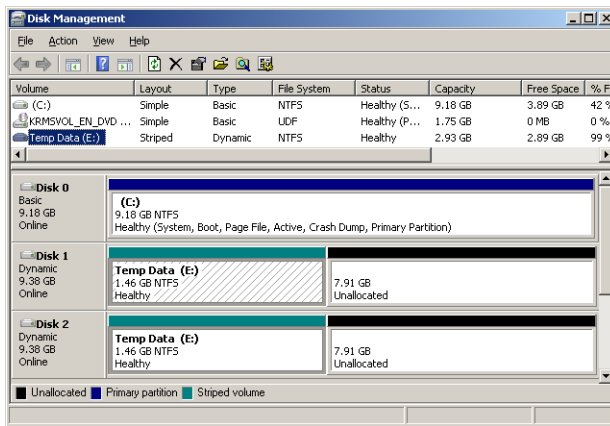 Disk Management
File Action View Help
Volume Layout Type File System Status Capacity Free Space % F
(C:) Simple Basic NTFS Healthy (S... 9.18 GB 3.89 GB 42 %
KRMSVOL_EN_DVD ... Simple Basic UDF Healthy (P... 1.75 GB 0 MB 0 %
Temp Data (E:) Striped Dynamic NTFS Healthy 2.93 GB 2.89 GB 99 %
Disk 0
Basic
9.18 GB
Online
(C:)
9.18 GB NTFS
Healthy (System, Boot, Page File, Active, Crash Dump, Primary Partition)
Disk 1
Dynamic
9.38 GB
Online
Temp Data (E:)
1.46 GB NTFS
Healthy
7.91 GB
Unallocated
Disk 2
Dynamic
9.38 GB
Online
Temp Data (E:)
1.46 GB NTFS
Healthy
7.91 GB
Unallocated
Unallocated Primary partition Striped volume